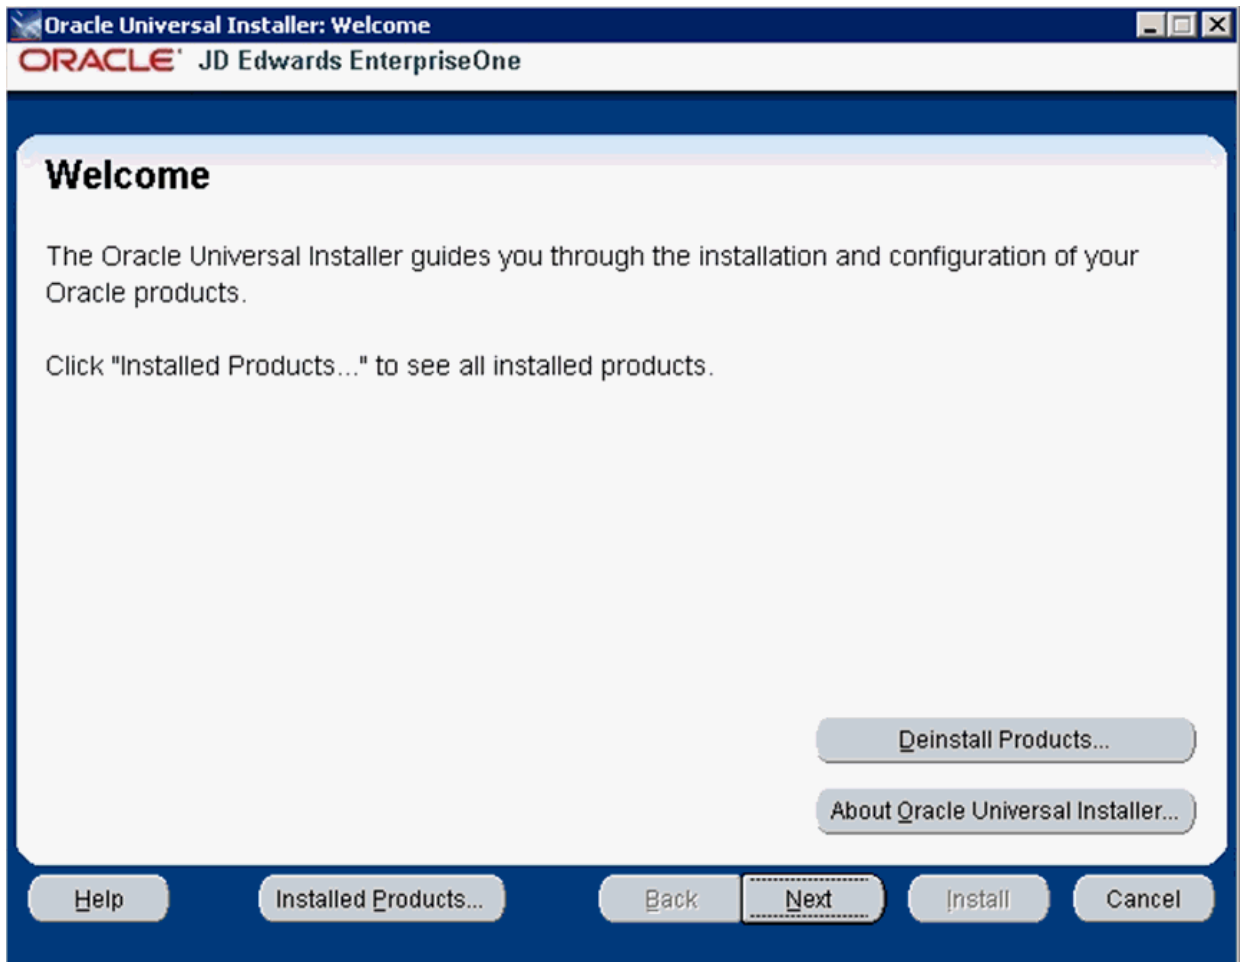 Oracle Universal Installer: Welcome
ORACLE' JD Edwards EnterpriseOne
Welcome
The Oracle Universal Installer guides you through the installation and configuration of your
Oracle products.
Click "Installed Products..." to see all installed products.
Deinstall Products...
About Oracle Universal Installer...
Help Installed Products... Back Next Install Cancel